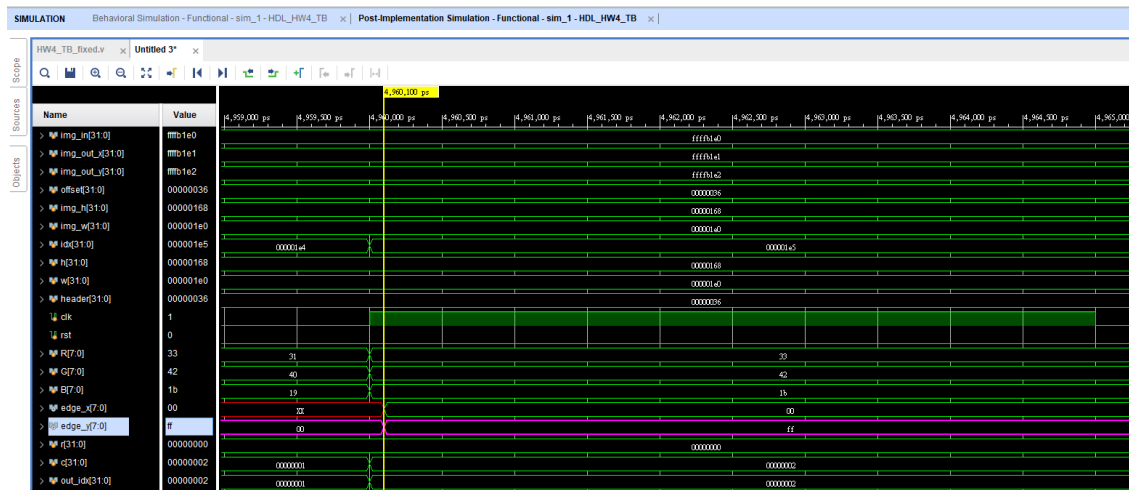 SIMULATION Behavioral Simulation - Functional - sim_1 - HDL_HW4_TB × Post-Implementation Simulation - Functional - sim_1 - HDL_HW4_TB ×
HW4_TB_fixed.v × Untitled 3* ×
Scope
Sources
Objects
4,960,100 ps
Name Value 4,959,000 ps 4,959,500 ps 4,960,000 ps 4,960,500 ps 4,961,000 ps 4,961,500 ps 4,962,000 ps 4,962,500 ps 4,963,000 ps 4,963,500 ps 4,964,000 ps 4,964,500 ps 4,965,000
img_in[31:0] ffffb1e0 ffffb1e0
img_out_x[31:0] ffffb1e1 ffffb1e1
img_out_y[31:0] ffffb1e2 ffffb1e2
offset[31:0] 00000036 00000036
img_h[31:0] 00000168 00000168
img_w[31:0] 000001e0 000001e0
idx[31:0] 000001e5 000001e4 000001e5
h[31:0] 00000168 00000168
w[31:0] 000001e0 000001e0
header[31:0] 00000036 00000036
clk 1
rst 0
R[7:0] 33 31 33
G[7:0] 42 40 42
B[7:0] 1b 19 1b
edge_x[7:0] 00 XX 00
edge_y[7:0] ff 00 ff
r[31:0] 00000000 00000000
c[31:0] 00000002 00000001 00000002
out_idx[31:0] 00000002 00000001 00000002